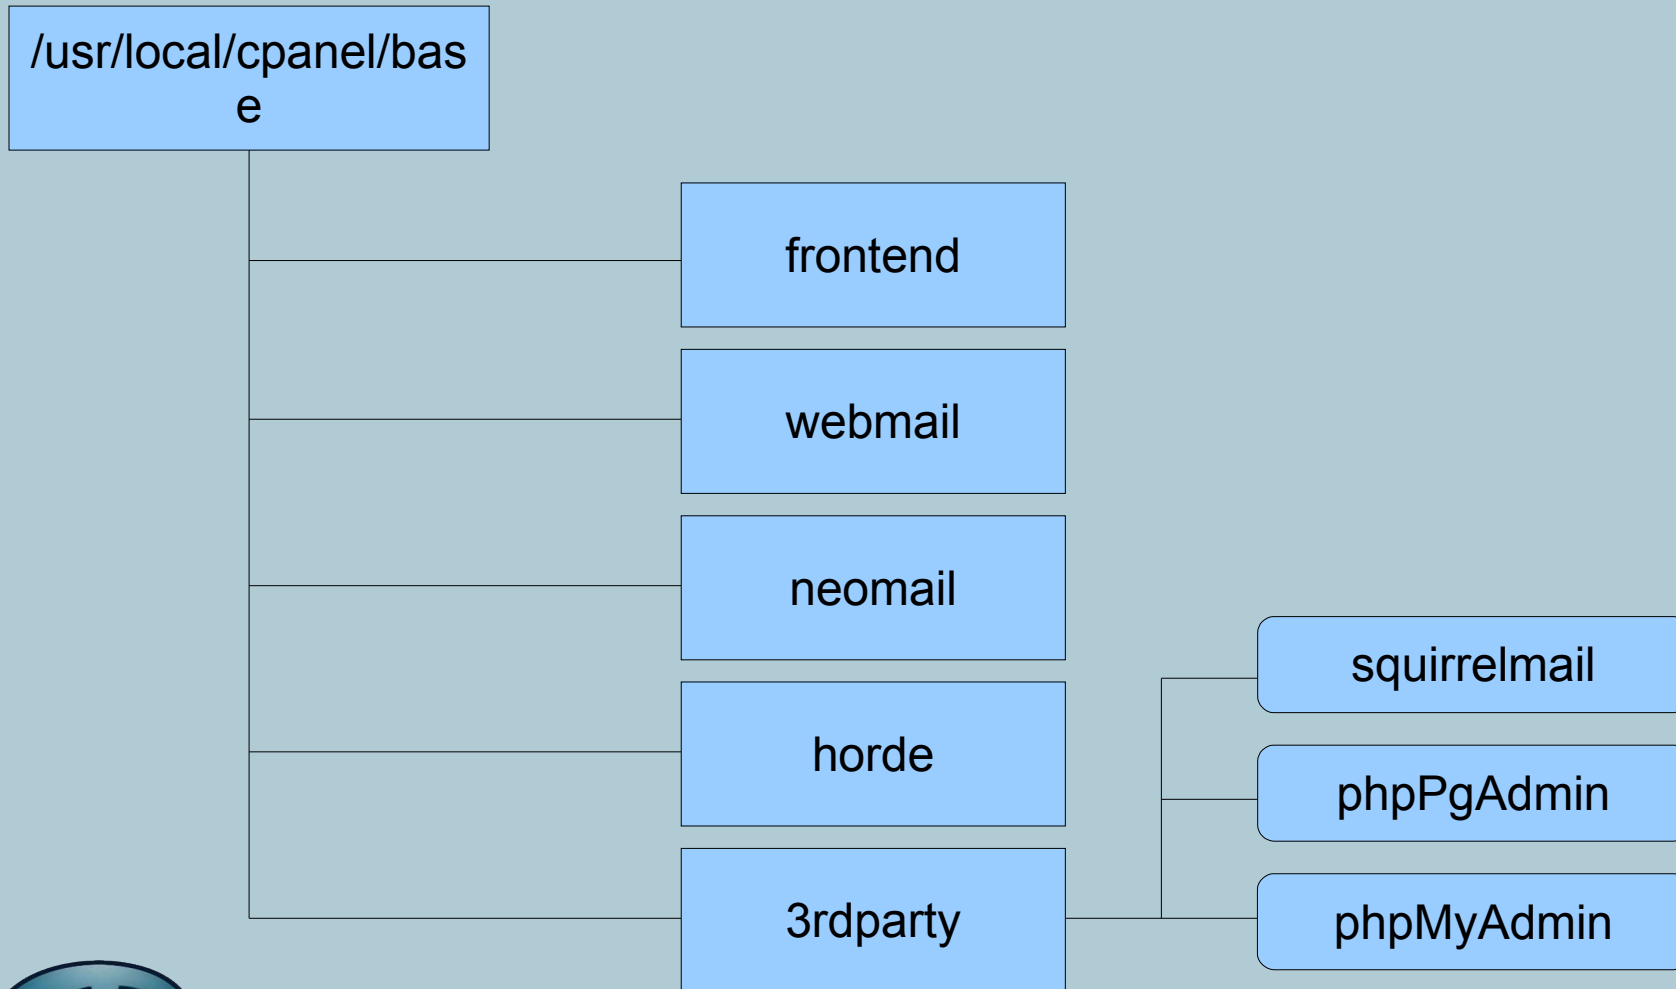 /usr/local/cpanel/bas
e
frontend
webmail
neomail
horde
3rdparty
squirrelmail
phpPgAdmin
phpMyAdmin